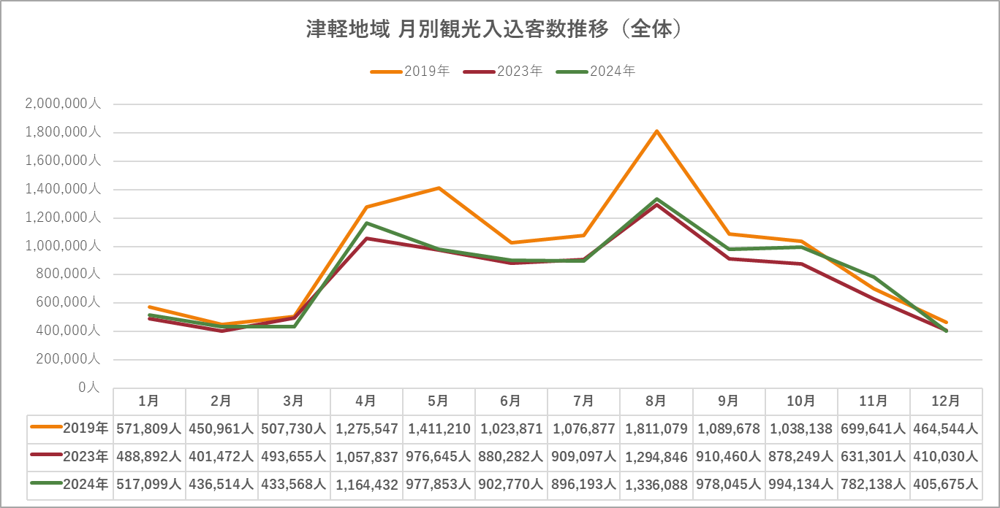 津軽地域 月別観光入込客数推移（全体）
2019年 2023年 2024年
2,000,000人
1,800,000人
1,600,000人
1,400,000人
1,200,000人
1,000,000人
800,000人
600,000人
400,000人
200,000人
0人
1月 2月 3月 4月 5月 6月 7月 8月 9月 10月 11月 12月
2019年 571,809人 450,961人 507,730人 1,275,547 1,411,210 1,023,871 1,076,877 1,811,079 1,089,678 1,038,138 699,641人 464,544人
2023年 488,892人 401,472人 493,655人 1,057,837 976,645人 880,282人 909,097人 1,294,846 910,460人 878,249人 631,301人 410,030人
2024年 517,099人 436,514人 433,568人 1,164,432 977,853人 902,770人 896,193人 1,336,088 978,045人 994,134人 782,138人 405,675人